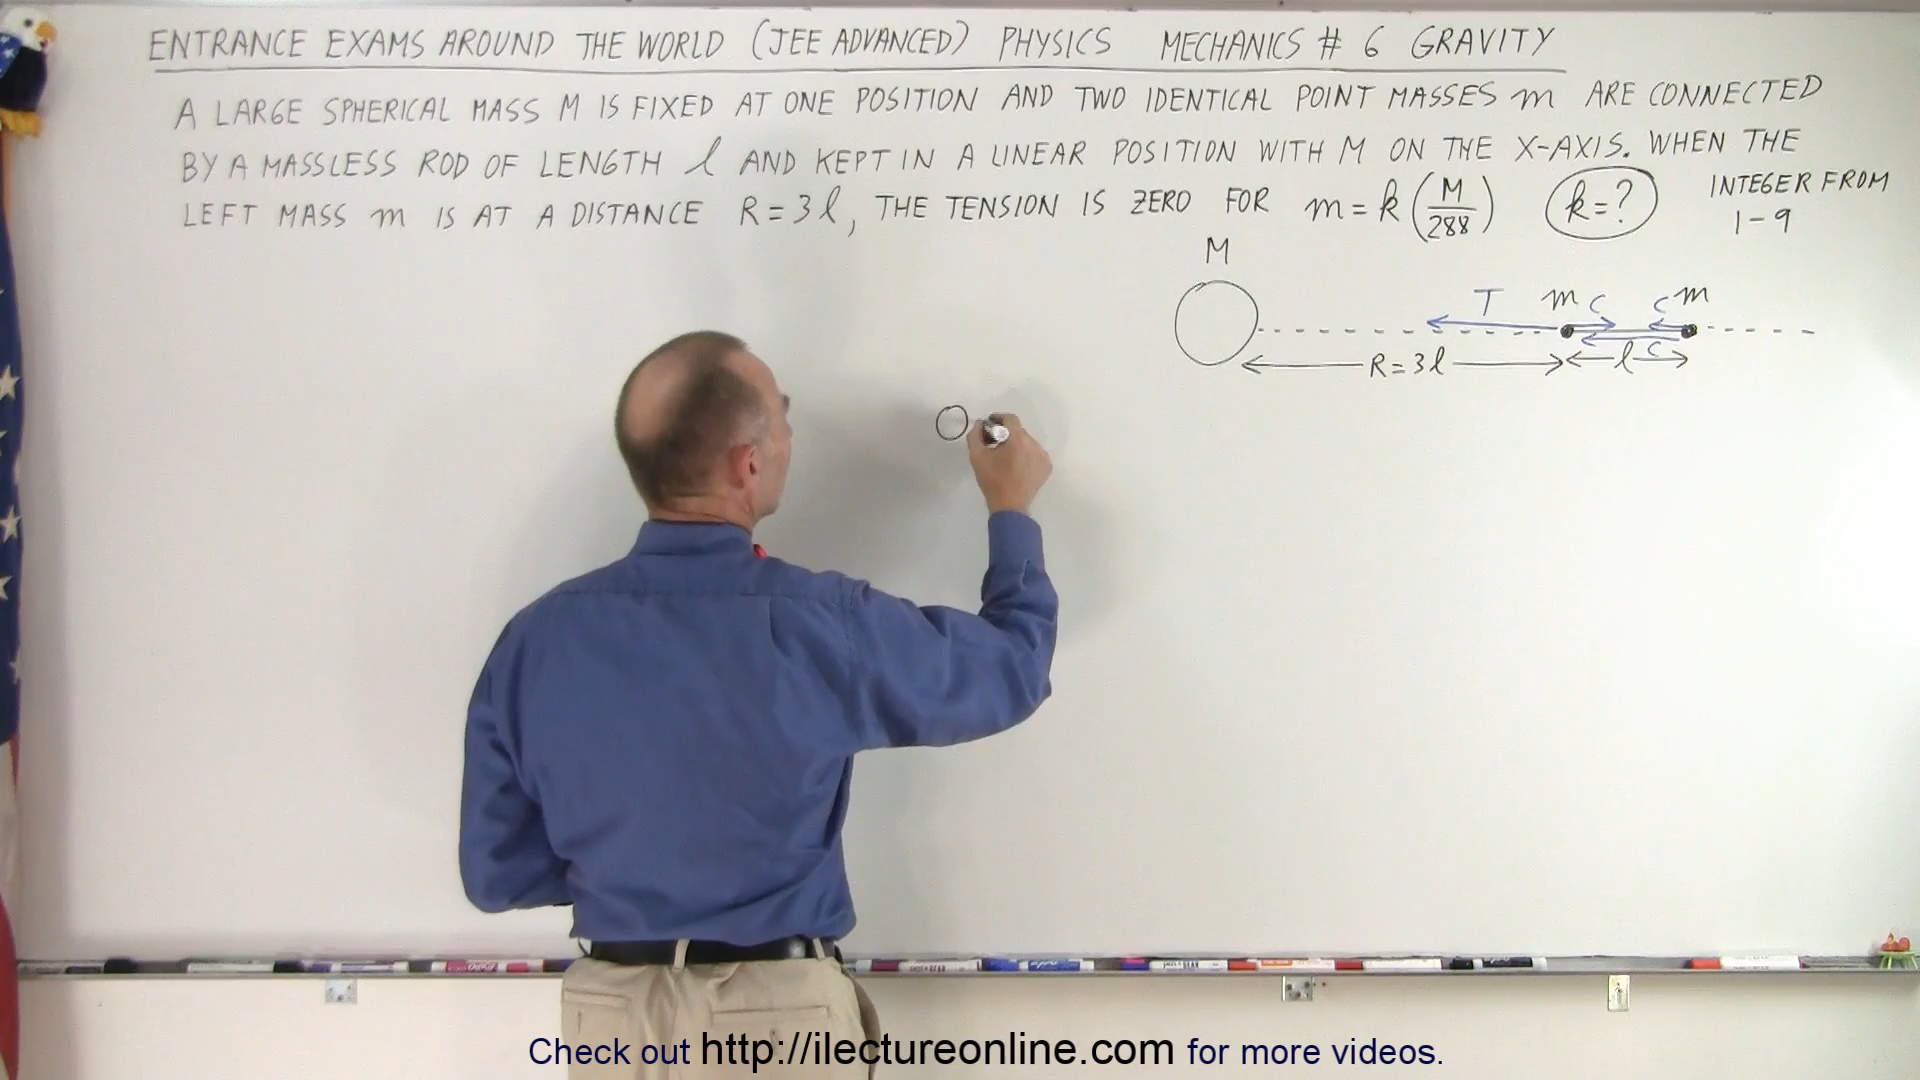 ENTRANCE EXAMS AROUND THE WORLD (JEE ADVANCED) PHYSICS MECHANICS # 6 GRAVITY
A LARGE SPHERICAL MASS M IS FIXED AT ONE POSITION AND TWO IDENTICAL POINT MASSES m ARE CONNECTED
BY A MASSLESS ROD OF LENGTH l AND KEPT IN A LINEAR POSITION WITH M ON THE X-AXIS. WHEN THE
LEFT MASS m IS AT A DISTANCE R = 3l, THE TENSION IS ZERO FOR m = k (M/288) k = ? INTEGER FROM
1 - 9
M
T m C C m
C
R = 3l l
Check out http://ilectureonline.com for more videos.